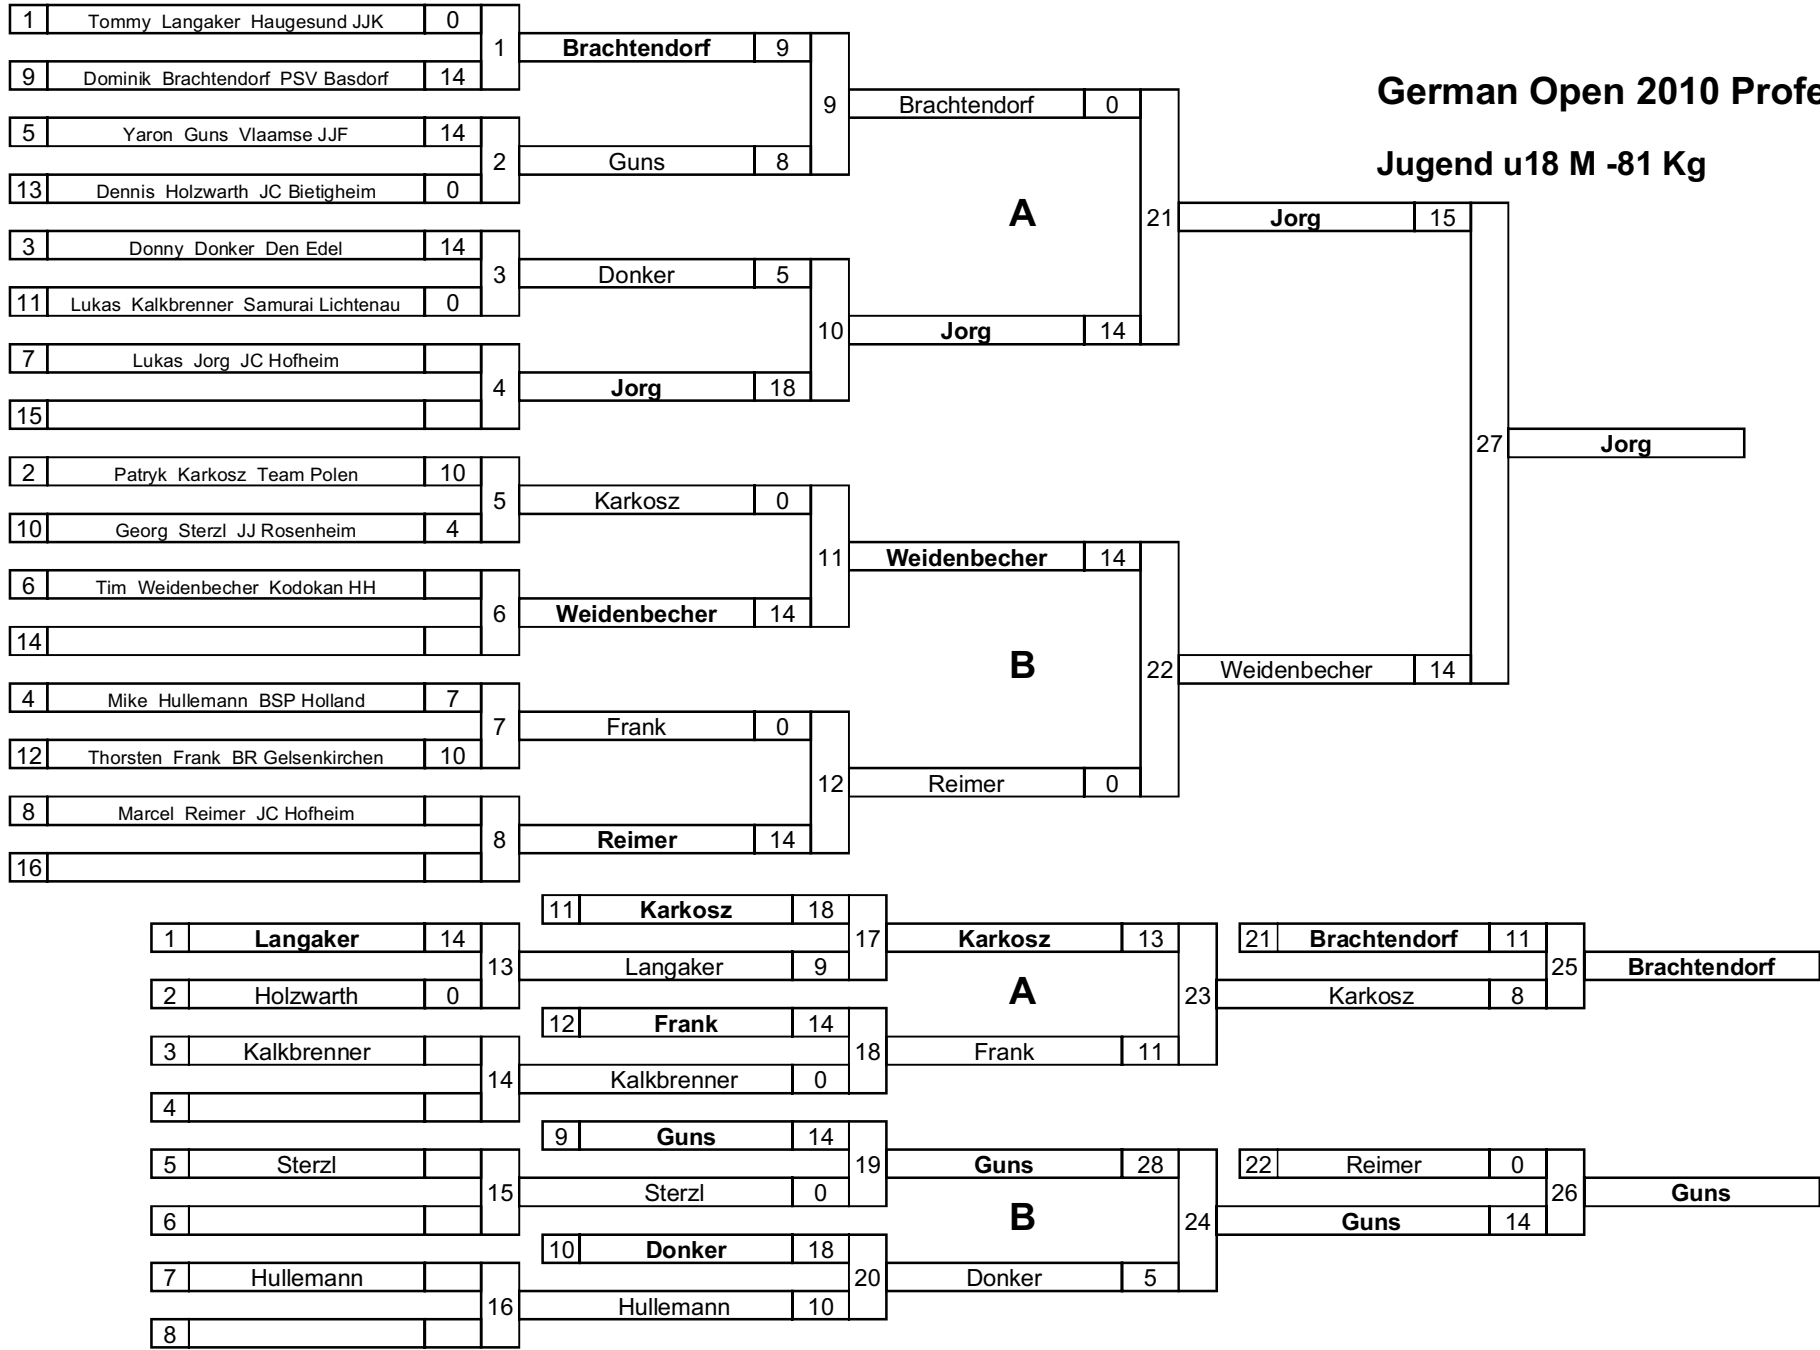 German Open 2010 Profe
Jugend u18 M -81 Kg
1 Tommy Langaker Haugesund JJK 0
1 Brachtendorf 9
9 Dominik Brachtendorf PSV Basdorf 14
9 Brachtendorf 0
5 Yaron Guns Vlaamse JJF 14
2 Guns 8
13 Dennis Holzwarth JC Bietigheim 0
A 21 Jorg 15
3 Donny Donker Den Edel 14
3 Donker 5
11 Lukas Kalkbrenner Samurai Lichtenau 0
10 Jorg 14
7 Lukas Jorg JC Hofheim
4 Jorg 18
15
27 Jorg
2 Patryk Karkosz Team Polen 10
5 Karkosz 0
10 Georg Sterzl JJ Rosenheim 4
11 Weidenbecher 14
6 Tim Weidenbecher Kodokan HH
6 Weidenbecher 14
14
B 22 Weidenbecher 14
4 Mike Hullemann BSP Holland 7
7 Frank 0
12 Thorsten Frank BR Gelsenkirchen 10
12 Reimer 0
8 Marcel Reimer JC Hofheim
8 Reimer 14
16
11 Karkosz 18
1 Langaker 14 17 Karkosz 13 21 Brachtendorf 11
13 Langaker 9 25 Brachtendorf
2 Holzwarth 0 A 23 Karkosz 8
12 Frank 14
3 Kalkbrenner 18 Frank 11
14 Kalkbrenner 0
4
9 Guns 14
5 Sterzl 19 Guns 28 22 Reimer 0
15 Sterzl 0 26 Guns
6 B 24 Guns 14
10 Donker 18
7 Hullemann 20 Donker 5
16 Hullemann 10
8